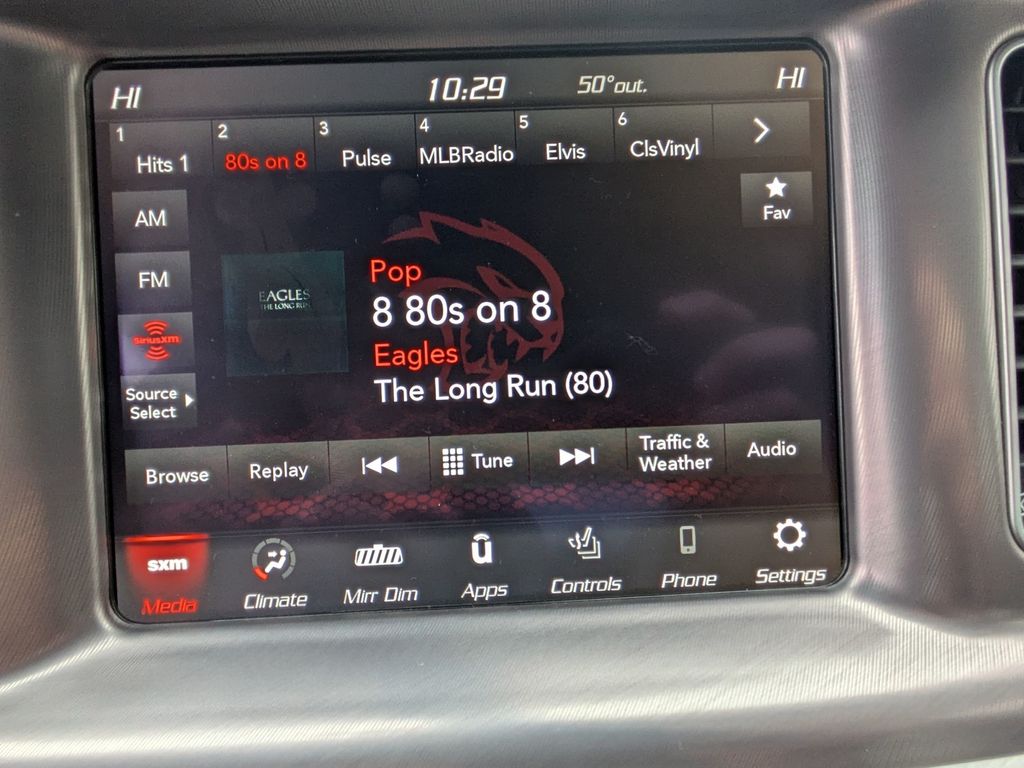 HI
10:29
50°out.
HI
1
Hits 1
2
80s on 8
3
Pulse
4
MLBRadio
5
Elvis
6
ClsVinyl
AM
Fav
FM
EAGLES
THE LONG RUN
Pop
8 80s on 8
Eagles
The Long Run (80)
SiriusXM
Source
Select
Browse
Replay
Tune
Traffic &
Weather
Audio
sxm
Media
Climate
Mirr Dim
Apps
Controls
Phone
Settings